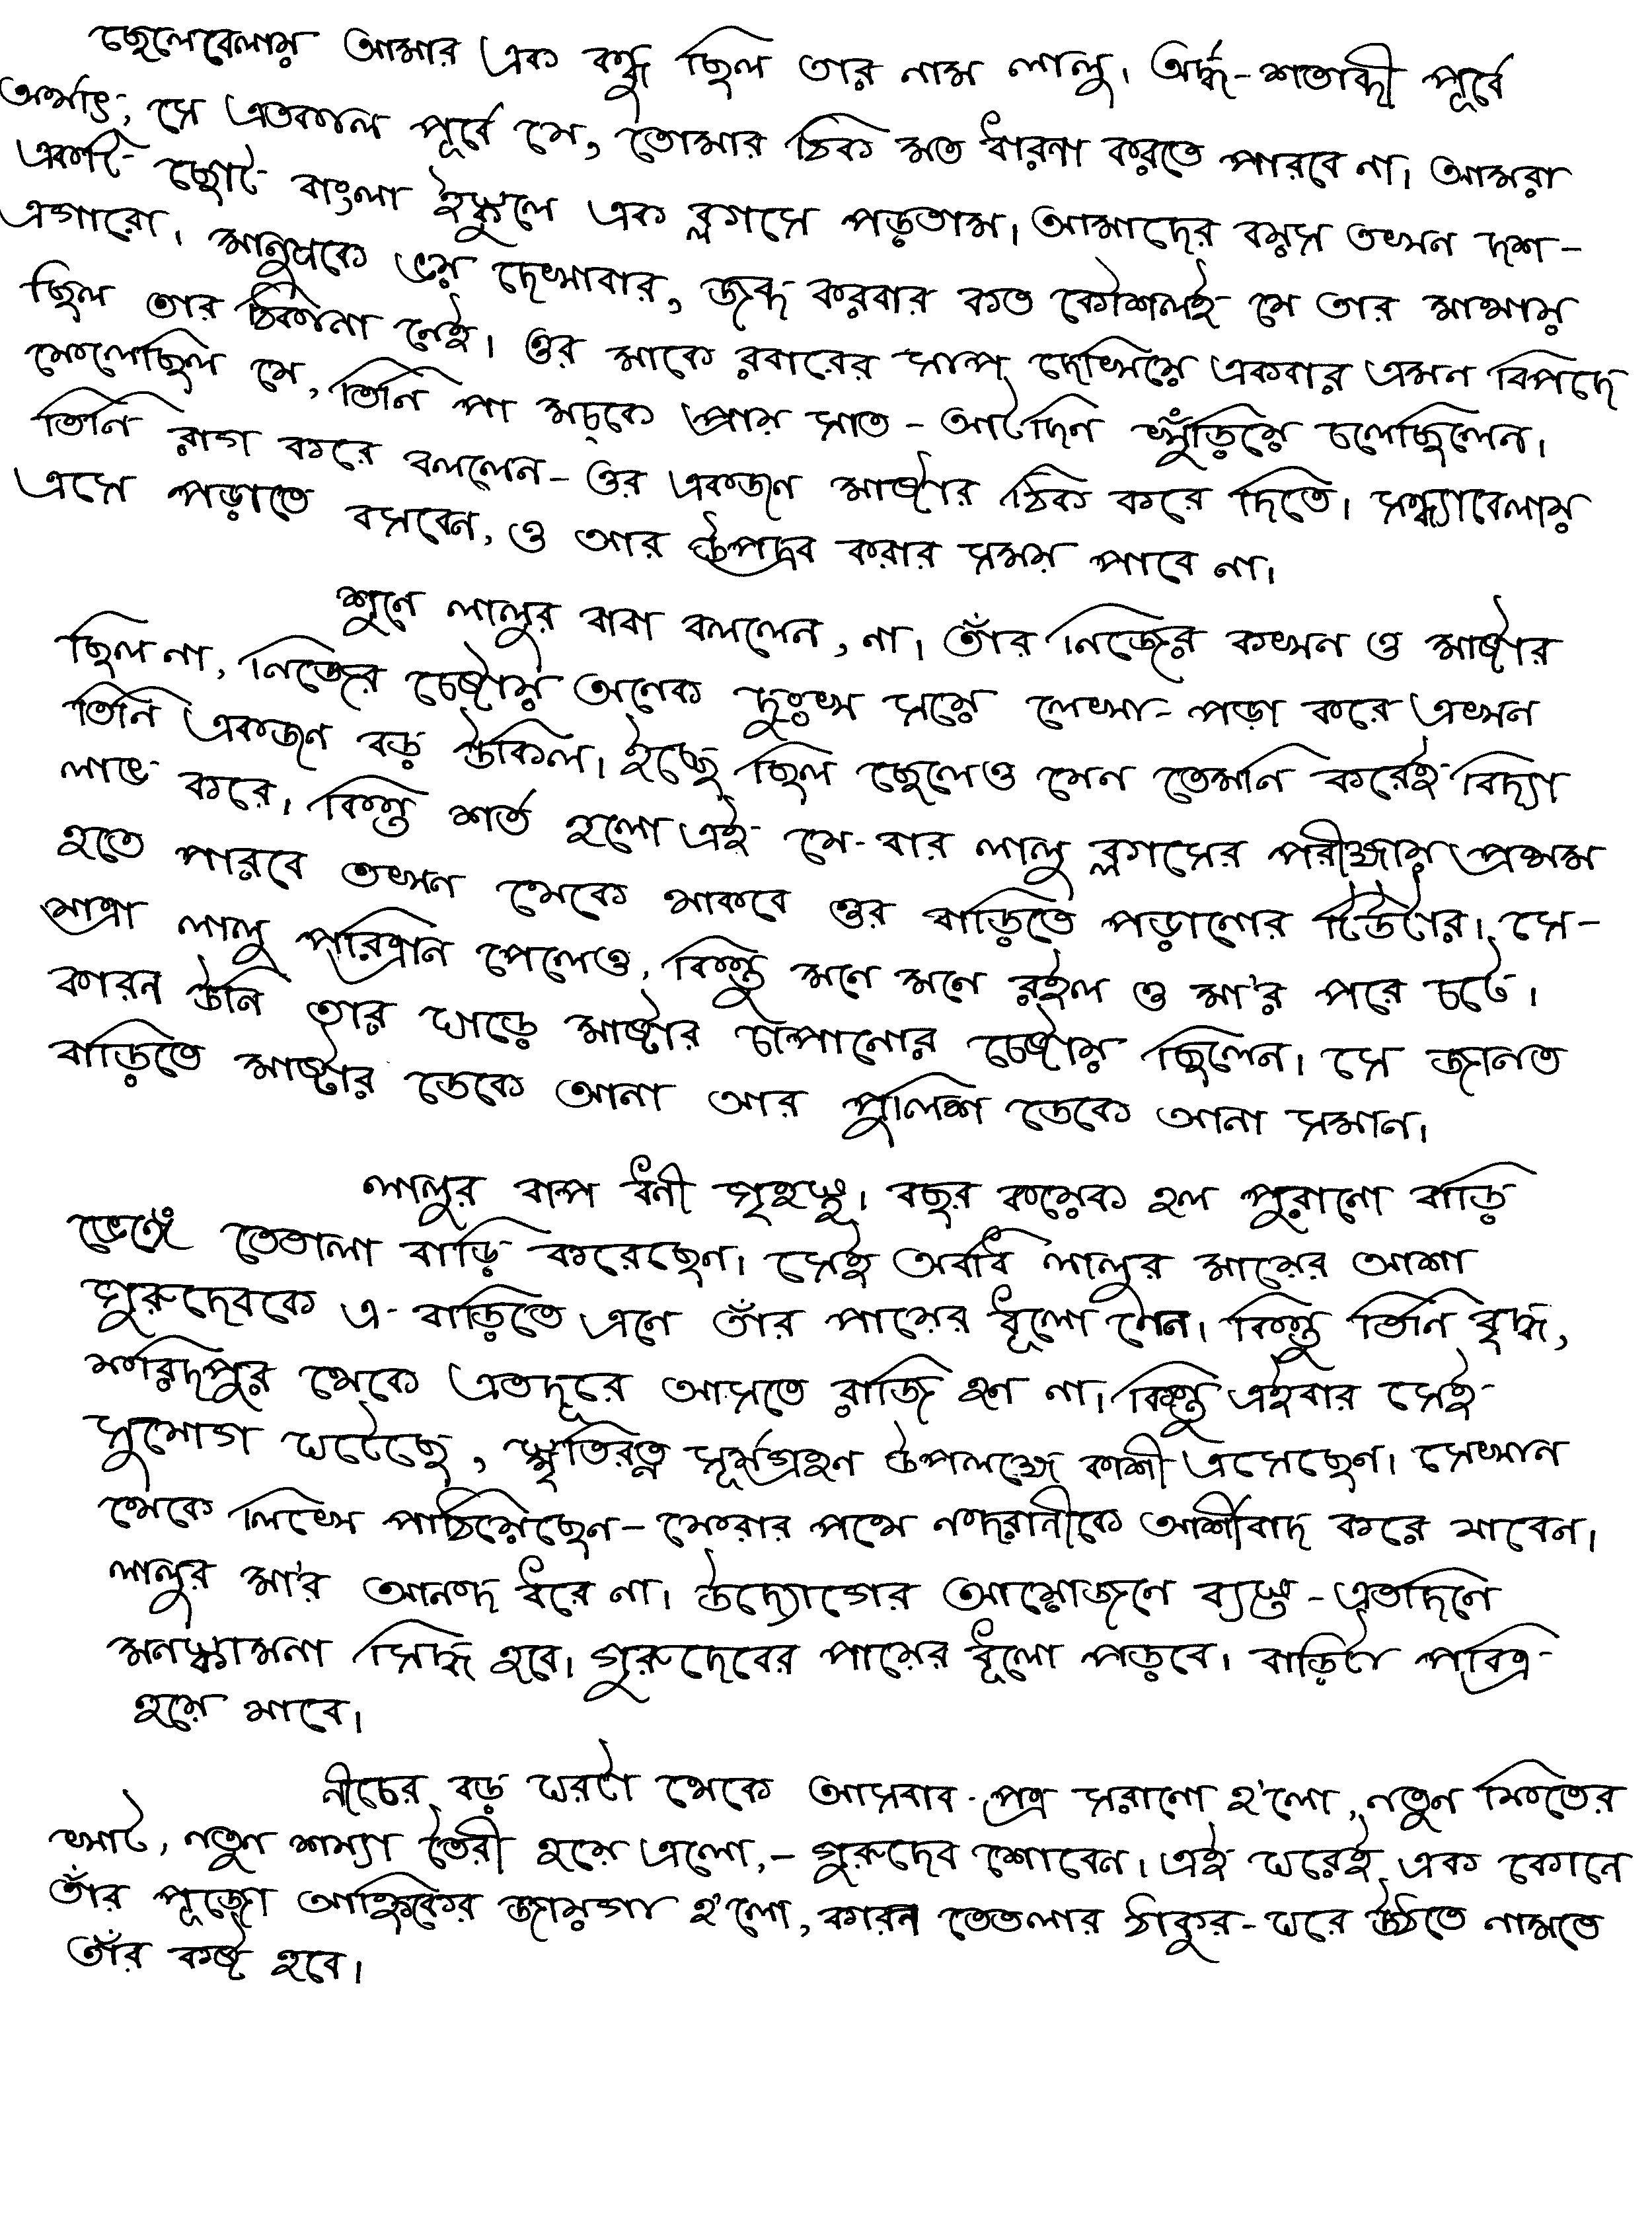 ছেলেবেলায় আমার এক বন্ধু ছিল তার নাম লালু। অর্দ্ধ-শতাব্দী পূর্বে
অর্থাৎ, সে এতকাল পূর্বে যে, তোমার ঠিক মত ধারনা করতে পারবে না। আমরা
একটি ছোট বাংলা ইস্কুলে এক ক্লাসে পড়তাম। আমাদের বয়স তখন দশ-
এগারো। মানুষকে ভয় দেখাবার, জব্দ করবার কত কৌশলই যে তার মাথায়
ছিল তার ঠিকানা নেই। ওর মাকে রবারের সাপ দেখিয়ে একবার এমন বিপদে
ফেলেছিল যে, তিনি পা মচ্কে প্রায় সাত-আটদিন খুঁড়িয়ে চলেছিলেন।
তিনি রাগ করে বললেন-ওর একজন মাষ্টার ঠিক করে দিতে। সন্ধ্যাবেলায়
এসে পড়াতে বসবেন, ও আর উপদ্রব করার সময় পাবে না।
শুনে লালুর বাবা বললেন, না। তাঁর নিজের কখন ও মাষ্টার
ছিল না, নিজের চেষ্টায় অনেক দুঃখ সয়ে লেখা-পড়া করে এখন
তিনি একজন বড় উকিল। ইচ্ছে ছিল ছেলেও যেন তেমনি করেই বিদ্যা
লাভ করে। কিন্তু শর্ত হলো এই যে-বার লালু ক্লাসের পরীক্ষায় প্রথম
হতে পারবে তখন থেকে থাকবে ওর বাড়িতে পড়ানোর টিউটার। সে-
যাত্রা লালু পরিত্রান পেলেও, কিন্তু মনে মনে রইল ও মা'র পরে চটে।
কারন উনি তার ঘাড়ে মাষ্টার চাপানোর চেষ্টায় ছিলেন। সে জানত
বাড়িতে মাষ্টার ডেকে আনা আর পুলিশ ডেকে আনা সমান।
লালুর বাপ ধনী গৃহস্থ। বছর কয়েক হল পুরানো বাড়ি
ভেঙ্গে তেতালা বাড়ি করেছেন। সেই অবধি লালুর মায়ের আশা
গুরুদেবকে এ-বাড়িতে এনে তাঁর পায়ের ধূলো নেন। কিন্তু তিনি বৃদ্ধ,
ফরিদপুর থেকে এতদূরে আসতে রাজি হন না। কিন্তু এইবার সেই
সুযোগ ঘটেছে, স্মৃতিরত্ন সূর্যগ্রহণ উপলক্ষে কাশী এসেছেন। সেখান
থেকে লিখে পাঠিয়েছেন-ফেরার পথে নন্দরানীকে আর্শীবাদ করে যাবেন।
লালুর মা'র আনন্দ ধরে না। উদ্যোগের আয়োজনে ব্যস্ত-এতদিনে
মনস্কামনা সিদ্ধ হবে। গুরুদেবের পায়ের ধূলো পড়বে। বাড়িটা পবিত্র
হয়ে যাবে।
নীচের বড় ঘরটা থেকে আসবাব-পত্র সরানো হ'লো, নতুন ফিতের
খাট, নতুন শয্যা তৈরী হয়ে এলো,- গুরুদেব শোবেন। এই ঘরেই এক কোনে
তাঁর পূজো আহ্নিকের জায়গা হ'লো, কারন তেতলার ঠাকুর-ঘরে উঠতে নামতে
তাঁর কষ্ট হবে।